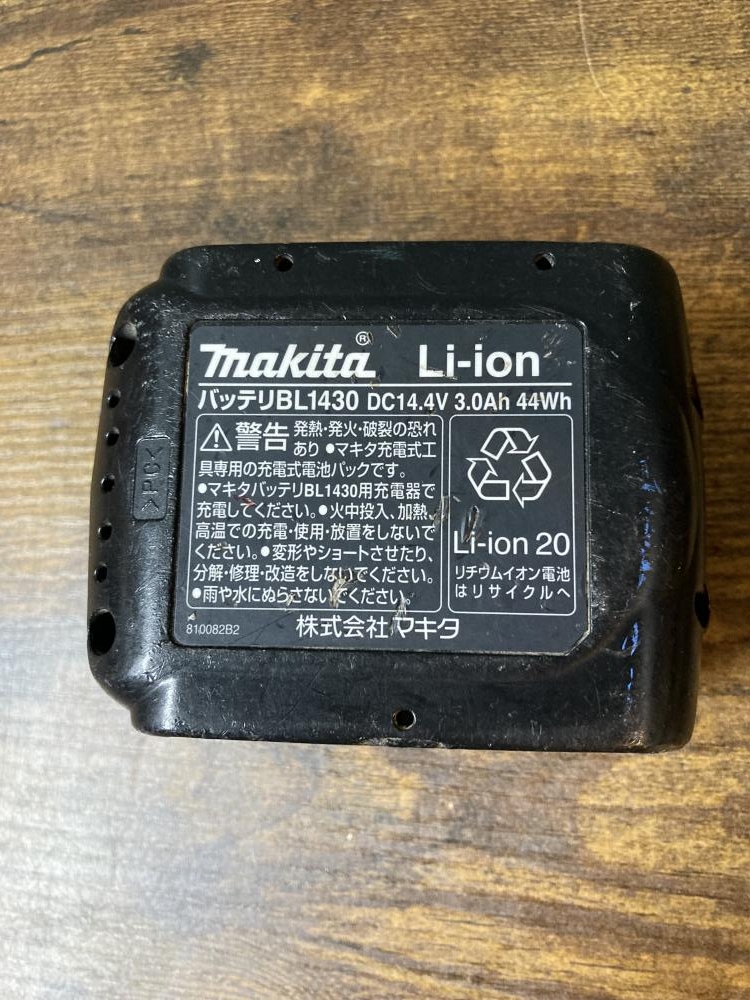 makita® Li-ion
バッテリBL1430 DC14.4V 3.0Ah 44Wh
警告 発熱・発火・破裂の恐れ
あり ●マキタ充電式工
具専用の充電式電池パックです。
●マキタバッテリBL1430用充電器で
充電してください。●火中投入、加熱、
高温での充電・使用・放置をしないで
ください。●変形やショートさせたり、
分解・修理・改造をしないでください。
●雨や水にぬらさないでください。
Li-ion 20
リチウムイオン電池
はリサイクルへ
810082B2
株式会社マキタ
>PC<